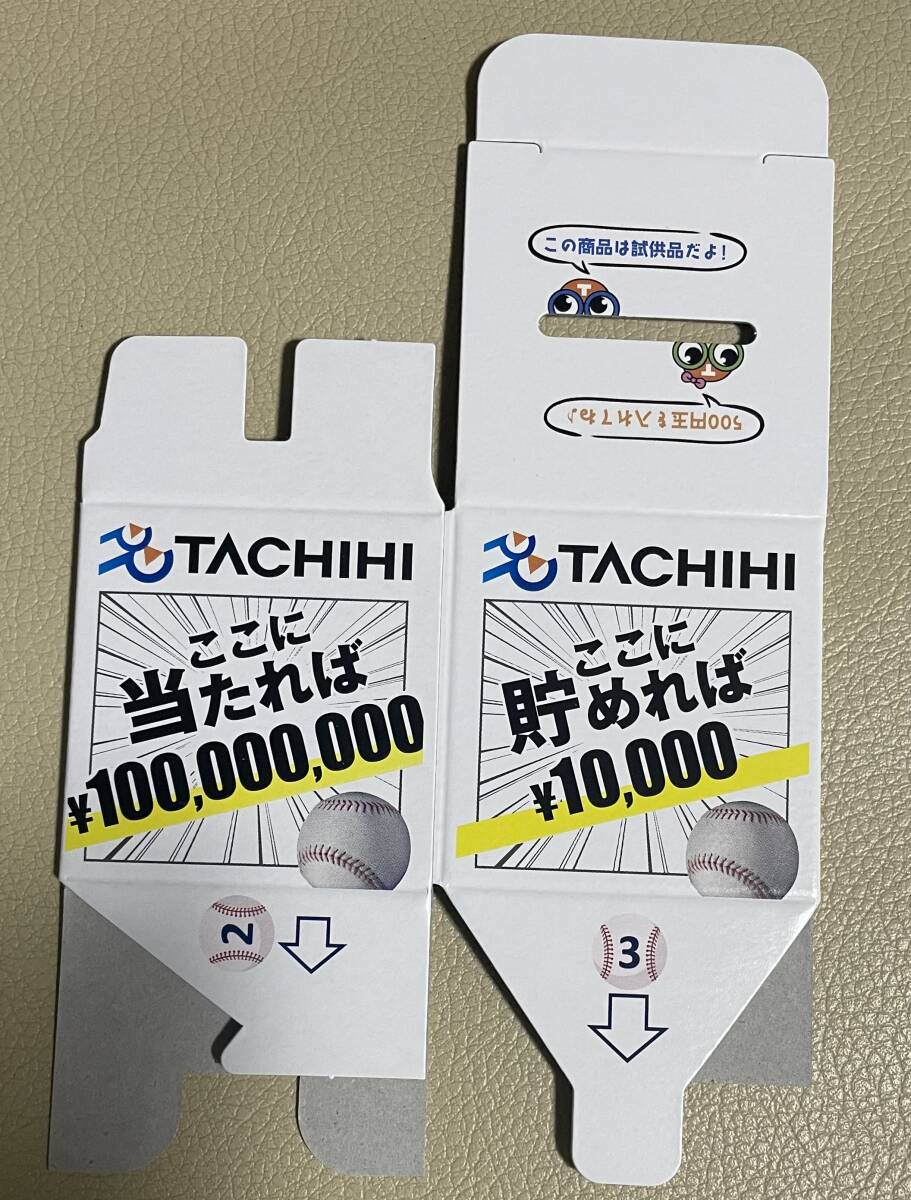 この商品は試供品だよ!
T
T
500円玉を入れてね♪
TACHIHI
ここに
当たれば
¥100,000,000
2
TACHIHI
ここに
貯めれば
¥10,000
3